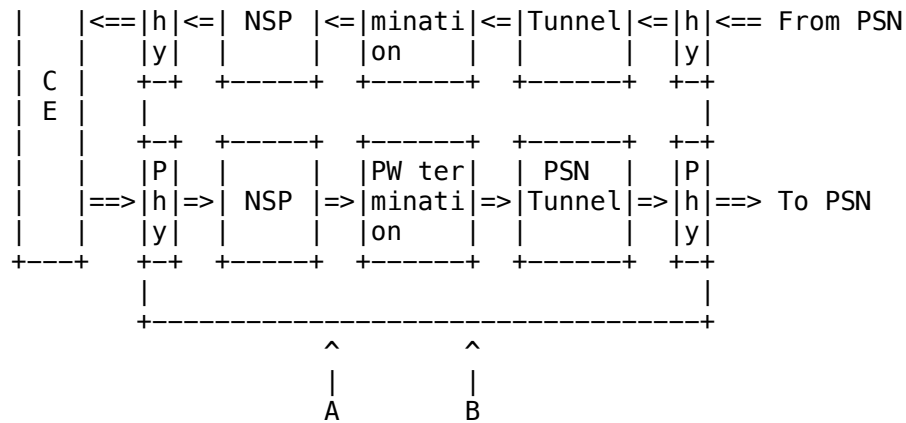 |   |<==|h|<=| NSP |<=|minati|<=|Tunnel|<=|h|<== From PSN
|   |   |y|  |     |  |on    |  |      |  |y|
| C |   +-+  +-----+  +------+  +------+  +-+
| E |   |                                   |
|   |   +-+  +-----+  +------+  +------+  +-+
|   |   |P|  |     |  |PW ter|  | PSN  |  |P|
|   |==>|h|=>| NSP |=>|minati|=>|Tunnel|=>|h|==> To PSN
|   |   |y|  |     |  |on    |  |      |  |y|
+---+   +-+  +-----+  +------+  +------+  +-+
        |                                   |
        +-----------------------------------+
                    ^        ^
                    |        |
                    A        B